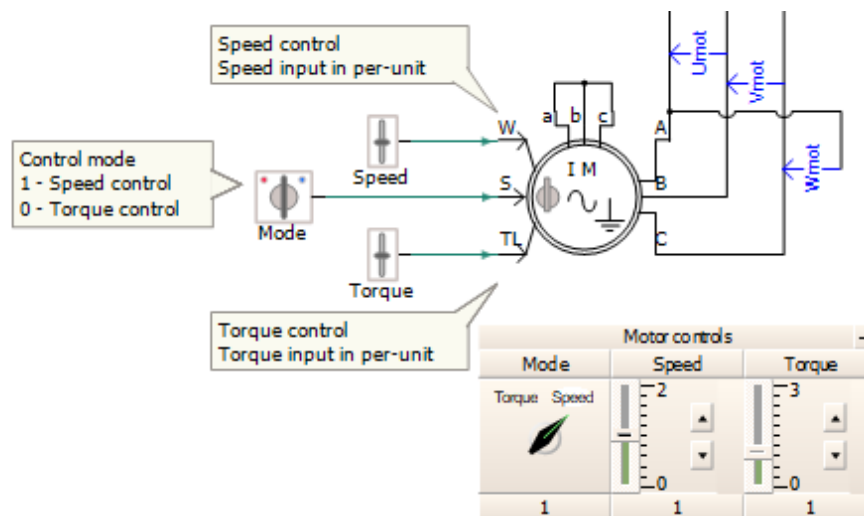 Speed control
Speed input in per-unit
Umot
Vmot
Wmot
a b c
A
W
I M
Speed
Control mode
1 - Speed control
0 - Torque control
S
B
Mode
TL
C
Torque
Torque control
Torque input in per-unit
Motor controls
Mode Speed Torque
Torque Speed
2
0
3
0
1 1 1